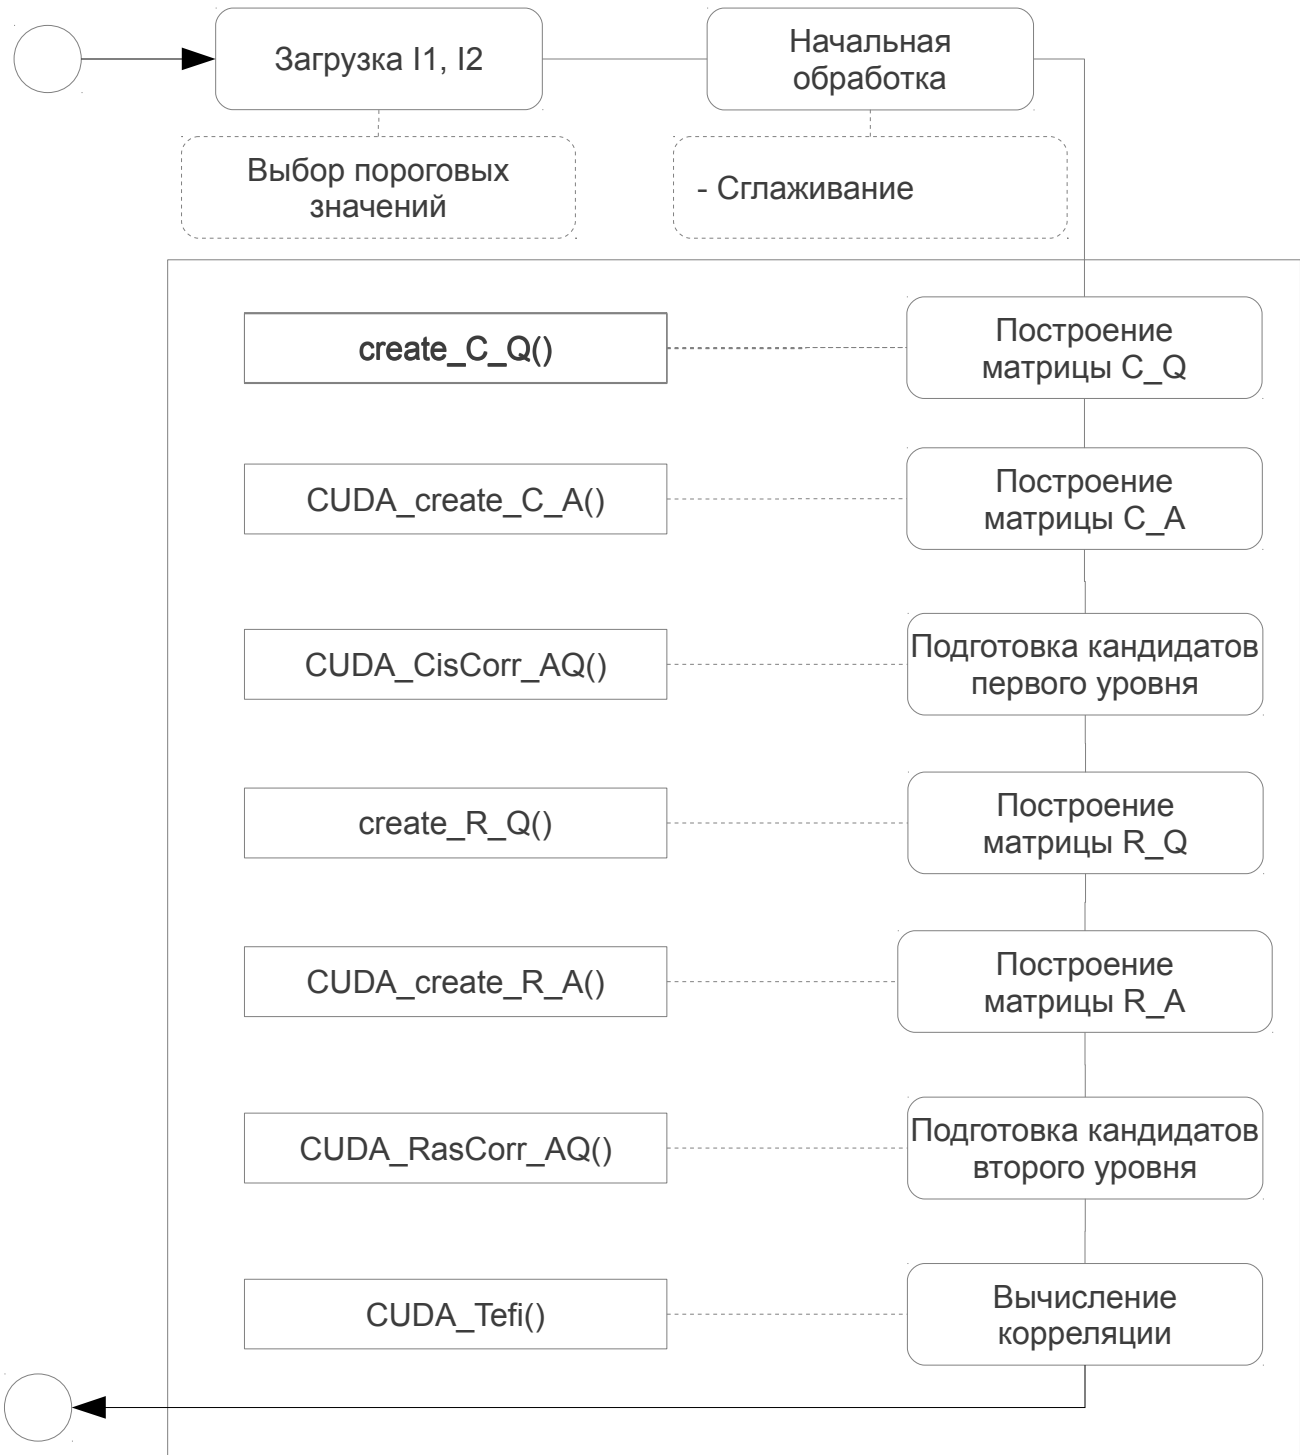 Загрузка I1, I2
Начальная
обработка
Выбор пороговых
значений
- Сглаживание
create_C_Q()
Построение
матрицы C_Q
CUDA_create_C_A()
Построение
матрицы C_A
CUDA_CisCorr_AQ()
Подготовка кандидатов
первого уровня
create_R_Q()
Построение
матрицы R_Q
CUDA_create_R_A()
Построение
матрицы R_A
CUDA_RasCorr_AQ()
Подготовка кандидатов
второго уровня
CUDA_Tefi()
Вычисление
корреляции